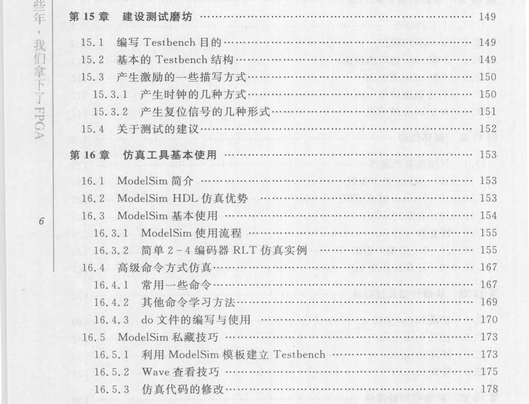 些年，我们拿下了FPGA
第 15 章　建设测试磨坊 …… 149
15.1　编写 Testbench 目的 …… 149
15.2　基本的 Testbench 结构 …… 149
15.3　产生激励的一些描写方式 …… 150
15.3.1　产生时钟的几种方式 …… 150
15.3.2　产生复位信号的几种形式 …… 151
15.4　关于测试的建议 …… 152
第 16 章　仿真工具基本使用 …… 153
16.1　ModelSim 简介 …… 153
16.2　ModelSim HDL 仿真优势 …… 153
16.3　ModelSim 基本使用 …… 154
16.3.1　ModelSim 使用流程 …… 155
16.3.2　简单 2-4 编码器 RLT 仿真实例 …… 155
16.4　高级命令方式仿真 …… 167
16.4.1　常用一些命令 …… 167
16.4.2　其他命令学习方法 …… 169
16.4.3　do 文件的编写与使用 …… 170
16.5　ModelSim 私藏技巧 …… 173
16.5.1　利用 ModelSim 模板建立 Testbench …… 173
16.5.2　Wave 查看技巧 …… 175
16.5.3　仿真代码的修改 …… 178
6